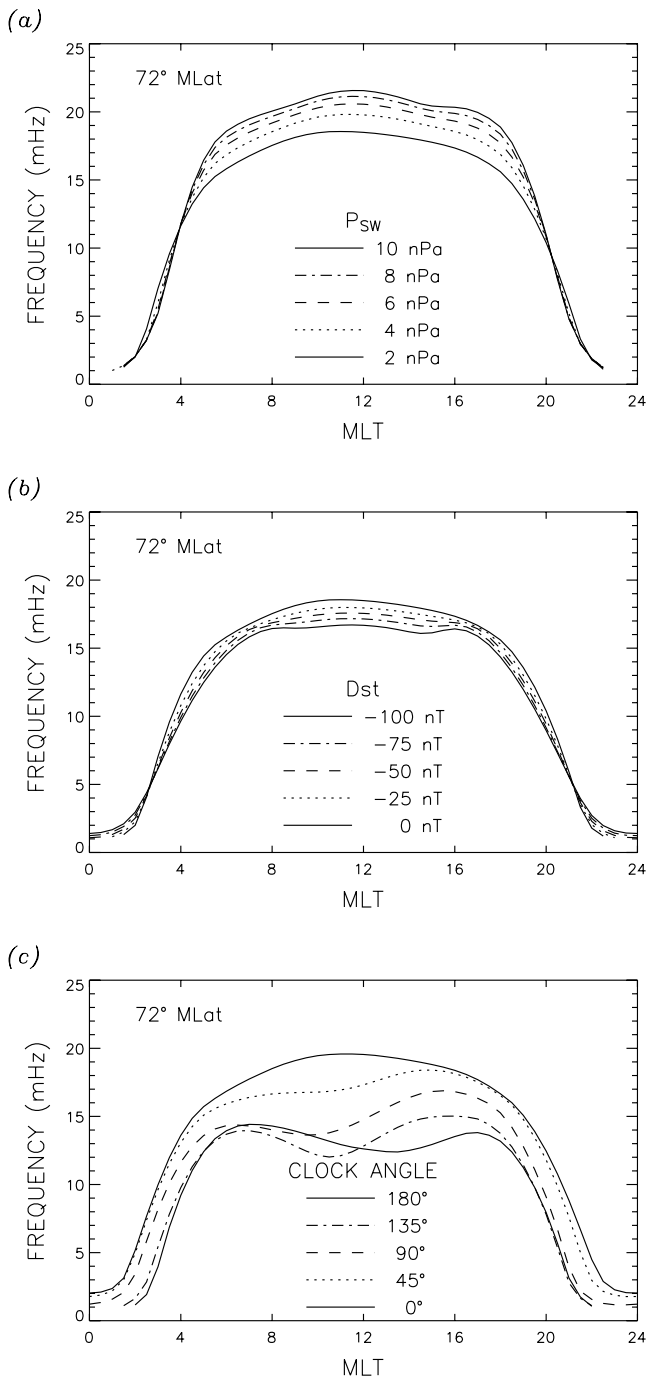 (a)
25
72° MLat
20
15
10
5
0
FREQUENCY (mHz)
P_SW
10 nPa
8 nPa
6 nPa
4 nPa
2 nPa
0 4 8 12 16 20 24
MLT
(b)
25
72° MLat
20
15
10
5
0
FREQUENCY (mHz)
Dst
−100 nT
−75 nT
−50 nT
−25 nT
0 nT
0 4 8 12 16 20 24
MLT
(c)
25
72° MLat
20
15
10
5
0
FREQUENCY (mHz)
CLOCK ANGLE
180°
135°
90°
45°
0°
0 4 8 12 16 20 24
MLT